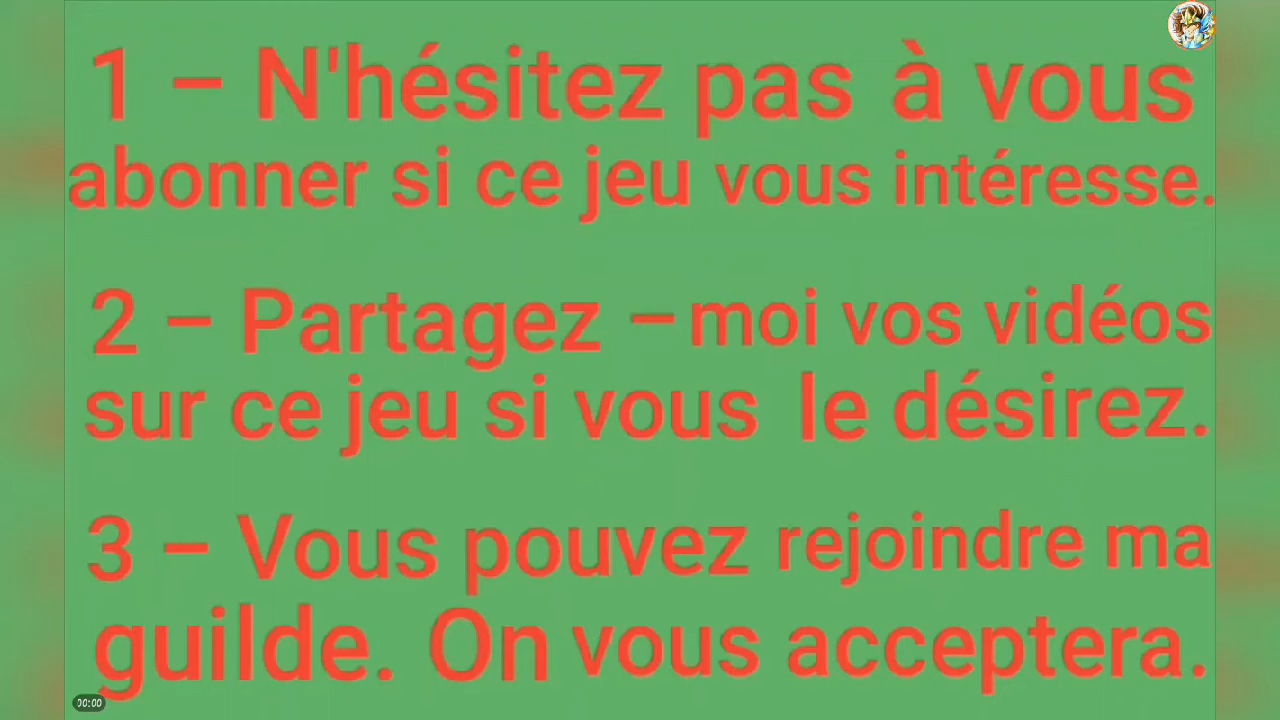 1 – N'hésitez pas à vous
abonner si ce jeu vous intéresse.
2 – Partagez –moi vos vidéos
sur ce jeu si vous le désirez.
3 – Vous pouvez rejoindre ma
guilde. On vous acceptera.
00:00